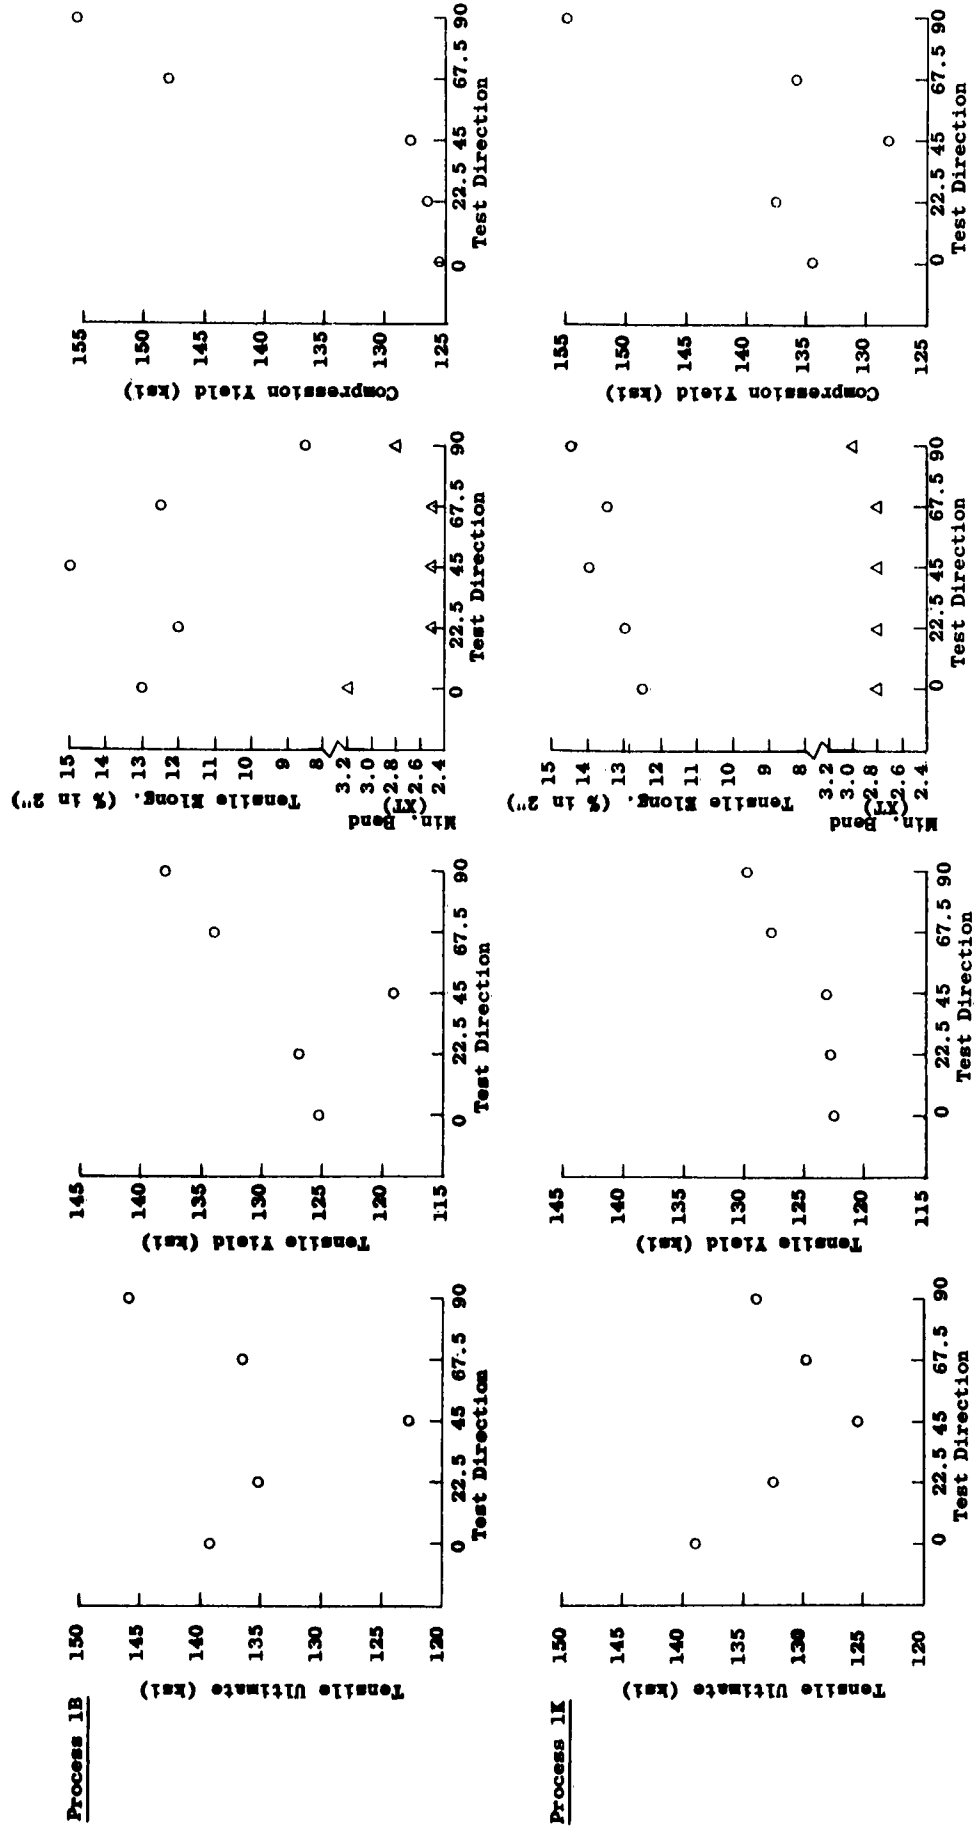 Process 1B
Tensile Ultimate (ksi)
150
145
140
135
130
125
120
0 22.5 45 67.5 90
Test Direction
Tensile Yield (ksi)
145
140
135
130
125
120
115
0 22.5 45 67.5 90
Test Direction
Tensile Elong. (% in 2")
15
14
13
12
11
10
9
8
Min. Bend
(XT)
3.2
3.0
2.8
2.6
2.4
0 22.5 45 67.5 90
Test Direction
Compression Yield (ksi)
155
150
145
140
135
130
125
0 22.5 45 67.5 90
Test Direction
Process 1K
Tensile Ultimate (ksi)
150
145
140
135
130
125
120
0 22.5 45 67.5 90
Test Direction
Tensile Yield (ksi)
145
140
135
130
125
120
115
0 22.5 45 67.5 90
Test Direction
Tensile Elong. (% in 2")
15
14
13
12
11
10
9
8
Min. Bend
(XT)
3.2
3.0
2.8
2.6
2.4
0 22.5 45 67.5 90
Test Direction
Compression Yield (ksi)
155
150
145
140
135
130
125
0 22.5 45 67.5 90
Test Direction